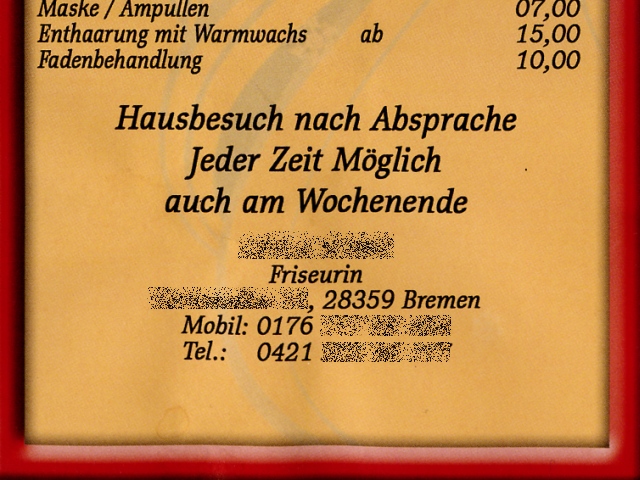 Maske / Ampullen 07,00
Enthaarung mit Warmwachs ab 15,00
Fadenbehandlung 10,00
Hausbesuch nach Absprache
Jeder Zeit Möglich
auch am Wochenende
Friseurin
, 28359 Bremen
Mobil: 0176
Tel.: 0421